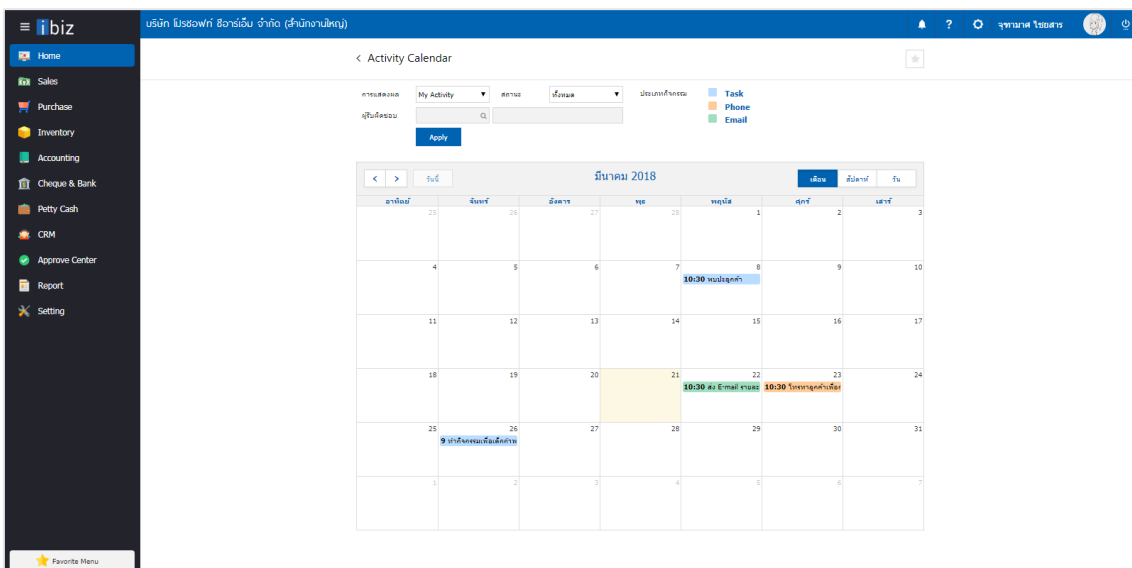 ≡ ibiz
บริษัท โปรซอฟท์ ซีอาร์เอ็ม จำกัด (สำนักงานใหญ่)
? จุฑามาศ ไชยสาร
Home
Sales
Purchase
Inventory
Accounting
Cheque & Bank
Petty Cash
CRM
Approve Center
Report
Setting
Favorite Menu
< Activity Calendar
การแสดงผล My Activity ▼ สถานะ ทั้งหมด ▼ ประเภทกิจกรรม Task
Phone
ผู้รับผิดชอบ Email
Apply
< > วันนี้ มีนาคม 2018 เดือน สัปดาห์ วัน
อาทิตย์ จันทร์ อังคาร พุธ พฤหัส ศุกร์ เสาร์
25 26 27 28 1 2 3
4 5 6 7 8 9 10
10:30 พบปะลูกค้า
11 12 13 14 15 16 17
18 19 20 21 22 23 24
10:30 ส่ง E-mail รายละ 10:30 โทรหาลูกค้าเพื่อ
25 26 27 28 29 30 31
9 ทำกิจกรรมเพื่อเด็กกำพ
1 2 3 4 5 6 7